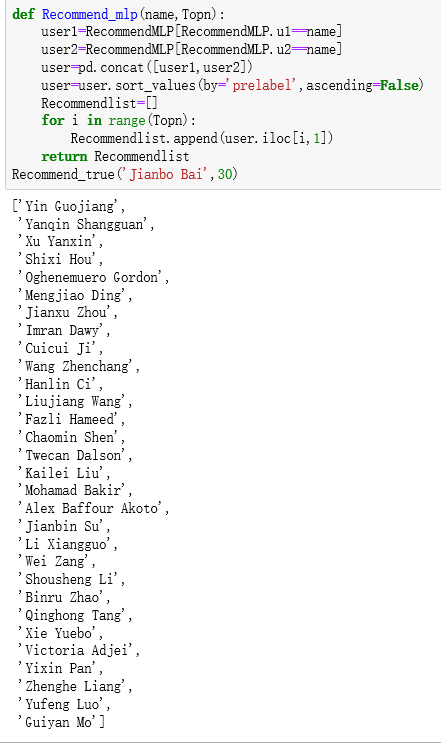 def Recommend_mlp(name,Topn):
    user1=RecommendMLP[RecommendMLP.u1==name]
    user2=RecommendMLP[RecommendMLP.u2==name]
    user=pd.concat([user1,user2])
    user=user.sort_values(by='prelabel',ascending=False)
    Recommendlist=[]
    for i in range(Topn):
        Recommendlist.append(user.iloc[i,1])
    return Recommendlist
Recommend_true('Jianbo Bai',30)
['Yin Guojiang',
 'Yanqin Shangguan',
 'Xu Yanxin',
 'Shixi Hou',
 'Oghenemuero Gordon',
 'Mengjiao Ding',
 'Jianxu Zhou',
 'Imran Dawy',
 'Cuicui Ji',
 'Wang Zhenchang',
 'Hanlin Ci',
 'Liujiang Wang',
 'Fazli Hameed',
 'Chaomin Shen',
 'Twecan Dalson',
 'Kailei Liu',
 'Mohamad Bakir',
 'Alex Baffour Akoto',
 'Jianbin Su',
 'Li Xiangguo',
 'Wei Zang',
 'Shousheng Li',
 'Binru Zhao',
 'Qinghong Tang',
 'Xie Yuebo',
 'Victoria Adjei',
 'Yixin Pan',
 'Zhenghe Liang',
 'Yufeng Luo',
 'Guiyan Mo']